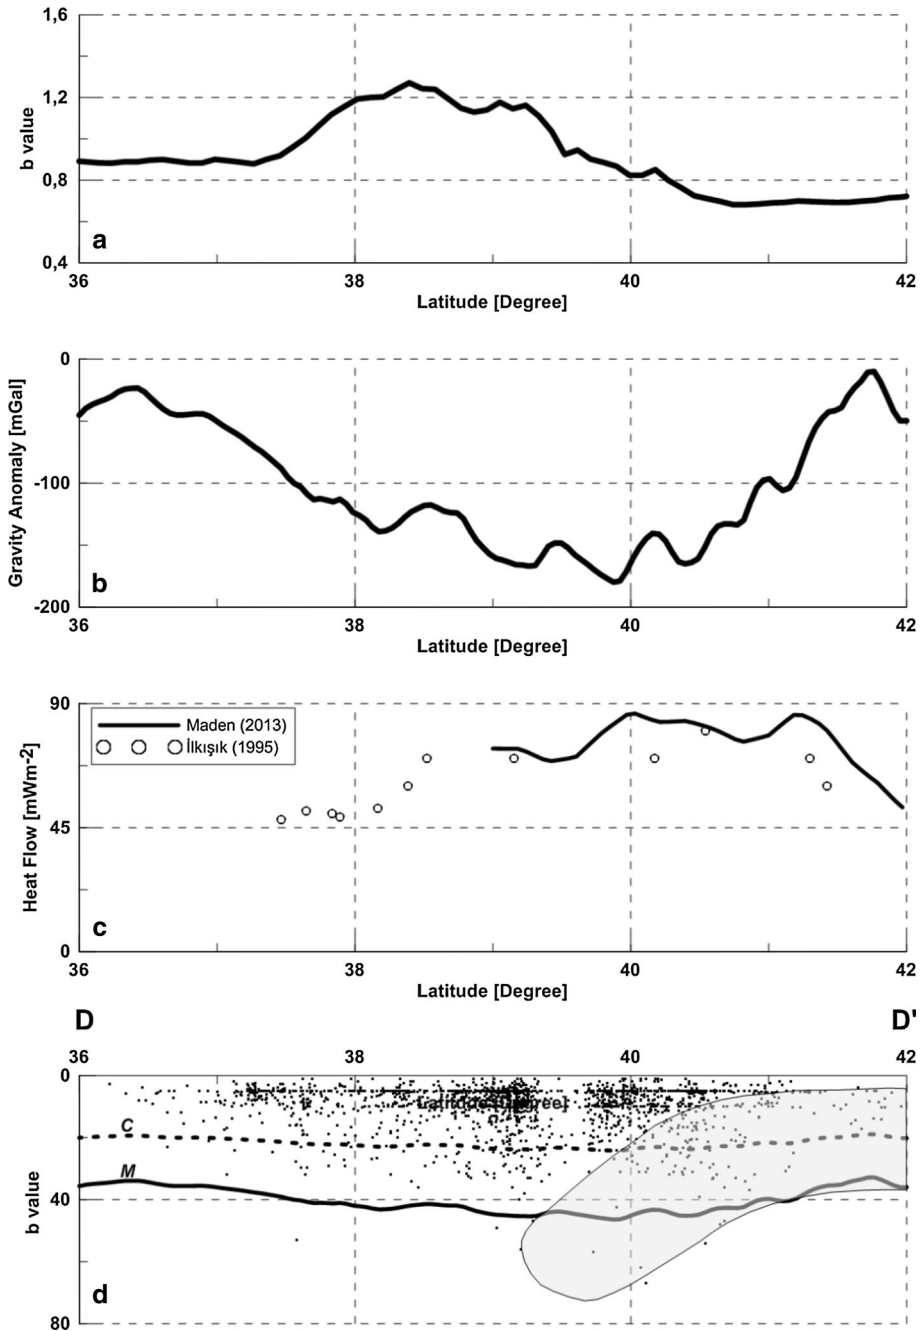 1,6
1,2
0,8
0,4
b value
a
36 38 40 42
Latitude [Degree]
0
-100
-200
Gravity Anomaly [mGal]
b
36 38 40 42
Latitude [Degree]
90
45
0
Heat Flow [mWm-2]
Maden (2013)
İlkışık (1995)
c
36 38 40 42
Latitude [Degree]
D D'
36 38 40 42
0
40
80
b value
Latitude [Degree]
C
M
d